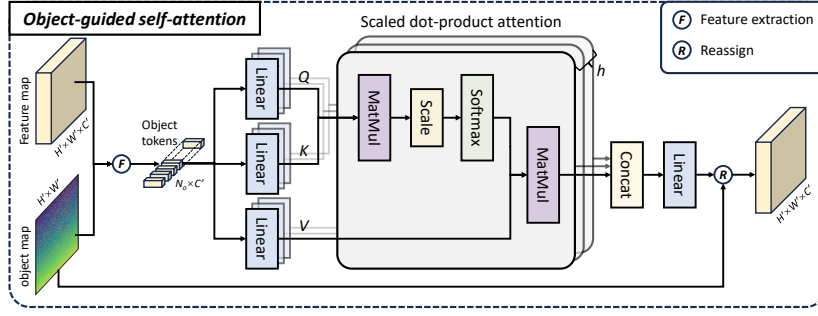 Object-guided self-attention
Scaled dot-product attention
F Feature extraction
R Reassign
Feature map
H'×W'×C'
object map
H'×W'
F
Object
tokens
N_o×C'
Linear
Q
Linear
K
Linear
V
MatMul
Scale
Softmax
MatMul
h
Concat
Linear
R
H'×W'×C'